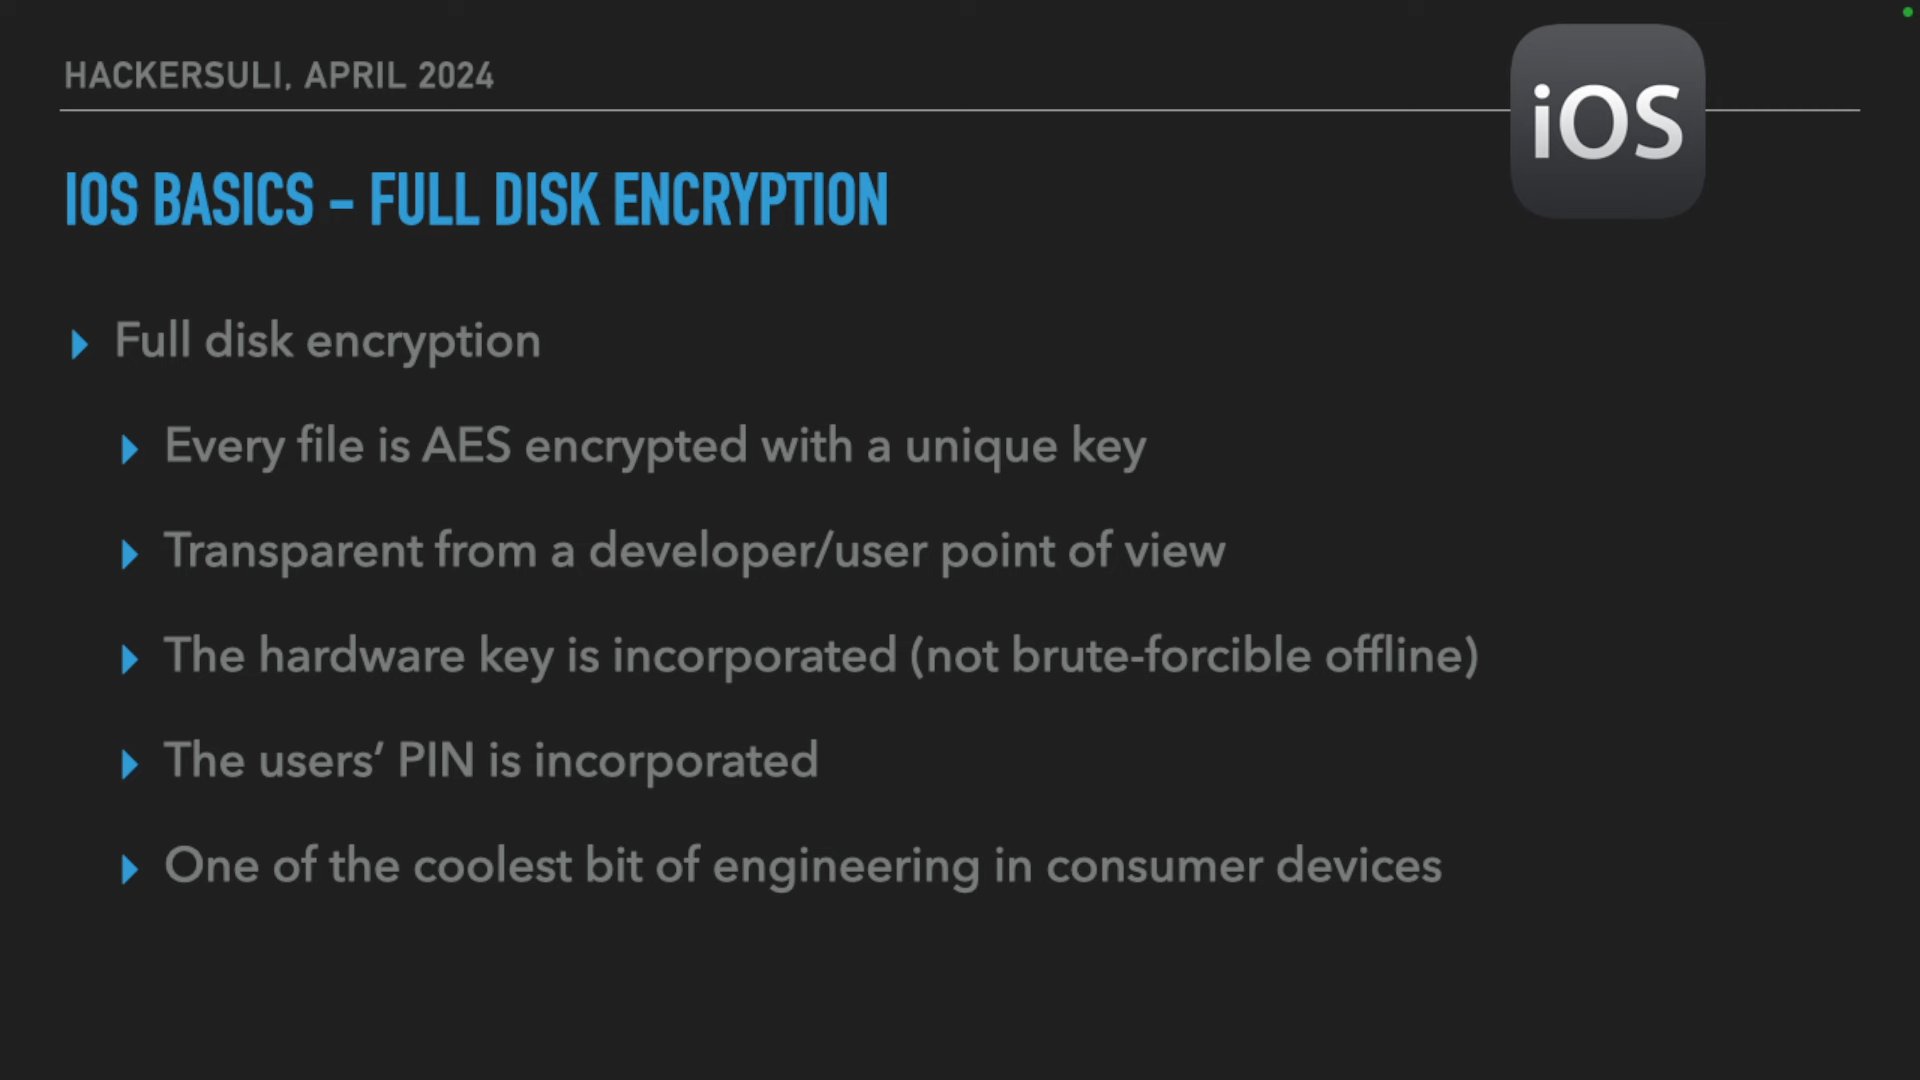 HACKERSULI, APRIL 2024
iOS
IOS BASICS – FULL DISK ENCRYPTION
Full disk encryption
Every file is AES encrypted with a unique key
Transparent from a developer/user point of view
The hardware key is incorporated (not brute-forcible offline)
The users’ PIN is incorporated
One of the coolest bit of engineering in consumer devices